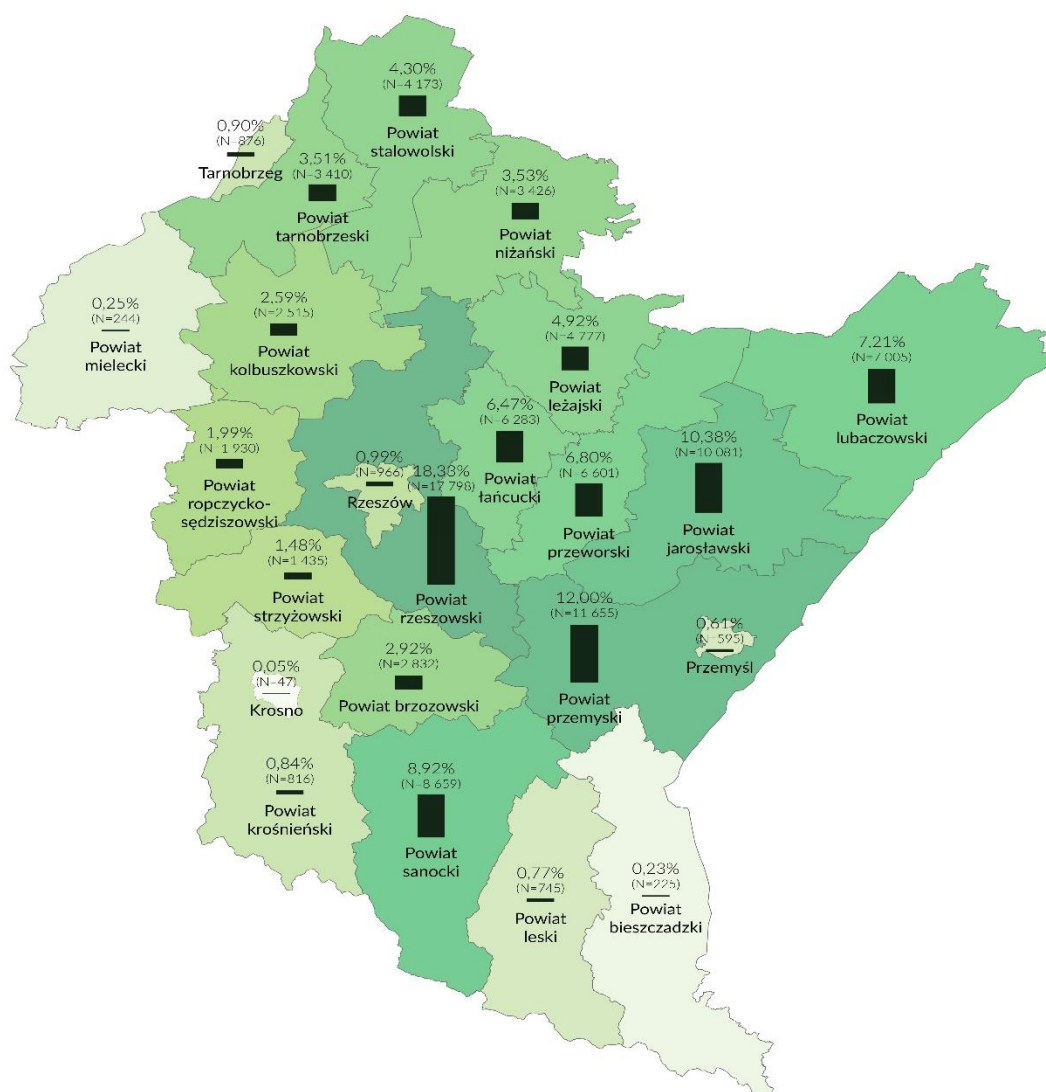 4,30%
(N=4 173)
Powiat
stalowolski
0,90%
(N=876)
Tarnobrzeg
3,51%
(N=3 410)
Powiat
tarnobrzeski
3,53%
(N=3 426)
Powiat
niżański
0,25%
(N=244)
Powiat
mielecki
2,59%
(N=2 515)
Powiat
kolbuszkowski
4,92%
(N=4 777)
Powiat
leżajski
7,21%
(N=7 005)
Powiat
lubaczowski
1,99%
(N=1 930)
Powiat
ropczycko-
sędziszowski
0,99%
(N=966)
Rzeszów
18,33%
(N=17 798)
Powiat
rzeszowski
6,47%
(N=6 283)
Powiat
łańcucki
6,80%
(N=6 601)
Powiat
przeworski
10,38%
(N=10 081)
Powiat
jarosławski
1,48%
(N=1 435)
Powiat
strzyżowski
12,00%
(N=11 655)
Powiat
przemyski
0,61%
(N=595)
Przemyśl
2,92%
(N=2 832)
Powiat brzozowski
0,05%
(N=47)
Krosno
0,84%
(N=816)
Powiat
krośnieński
8,92%
(N=8 659)
Powiat
sanocki
0,77%
(N=745)
Powiat
leski
0,23%
(N=225)
Powiat
bieszczadzki